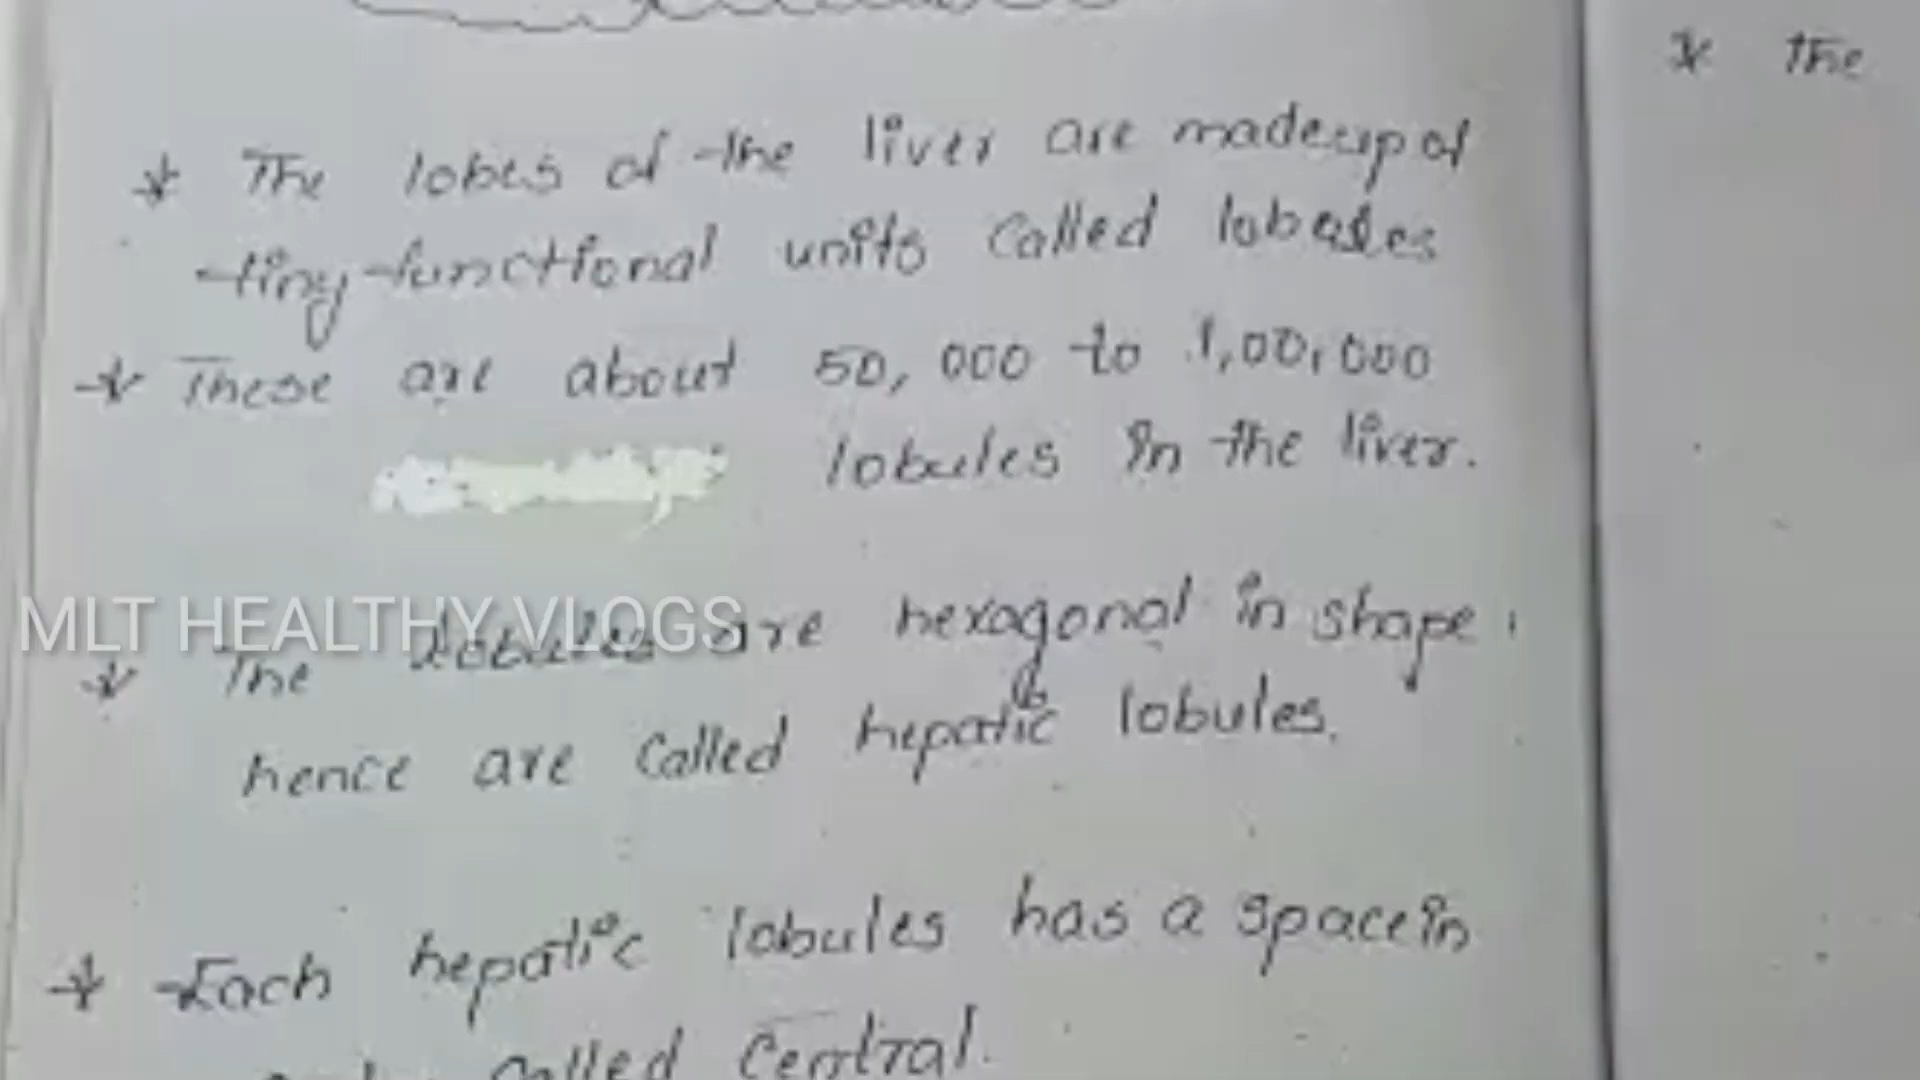 * The lobes of the liver are madeup of
tiny functional units called lobules
* These are about 50,000 to 1,00,000
lobules in the liver.
MLT HEALTHY VLOGS
* The lobules are hexagonal in shape.
hence are called hepatic lobules.
* Each hepatic lobules has a space in
called Central.
* The